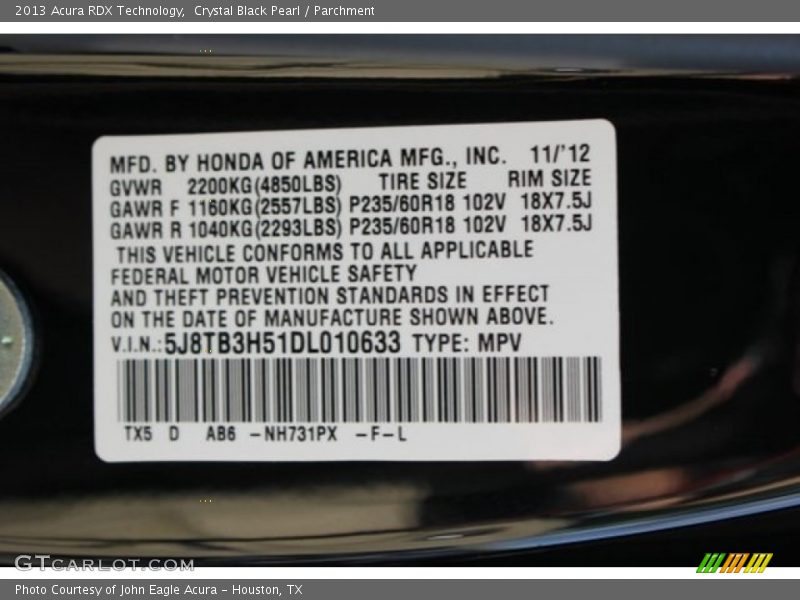 2013 Acura RDX Technology, Crystal Black Pearl / Parchment
MFD. BY HONDA OF AMERICA MFG., INC. 11/'12
GVWR 2200KG(4850LBS) TIRE SIZE RIM SIZE
GAWR F 1160KG(2557LBS) P235/60R18 102V 18X7.5J
GAWR R 1040KG(2293LBS) P235/60R18 102V 18X7.5J
THIS VEHICLE CONFORMS TO ALL APPLICABLE
FEDERAL MOTOR VEHICLE SAFETY
AND THEFT PREVENTION STANDARDS IN EFFECT
ON THE DATE OF MANUFACTURE SHOWN ABOVE.
V.I.N.:5J8TB3H51DL010633 TYPE: MPV
TX5 D AB6 -NH731PX -F-L
GTCARLOT.COM
Photo Courtesy of John Eagle Acura - Houston, TX